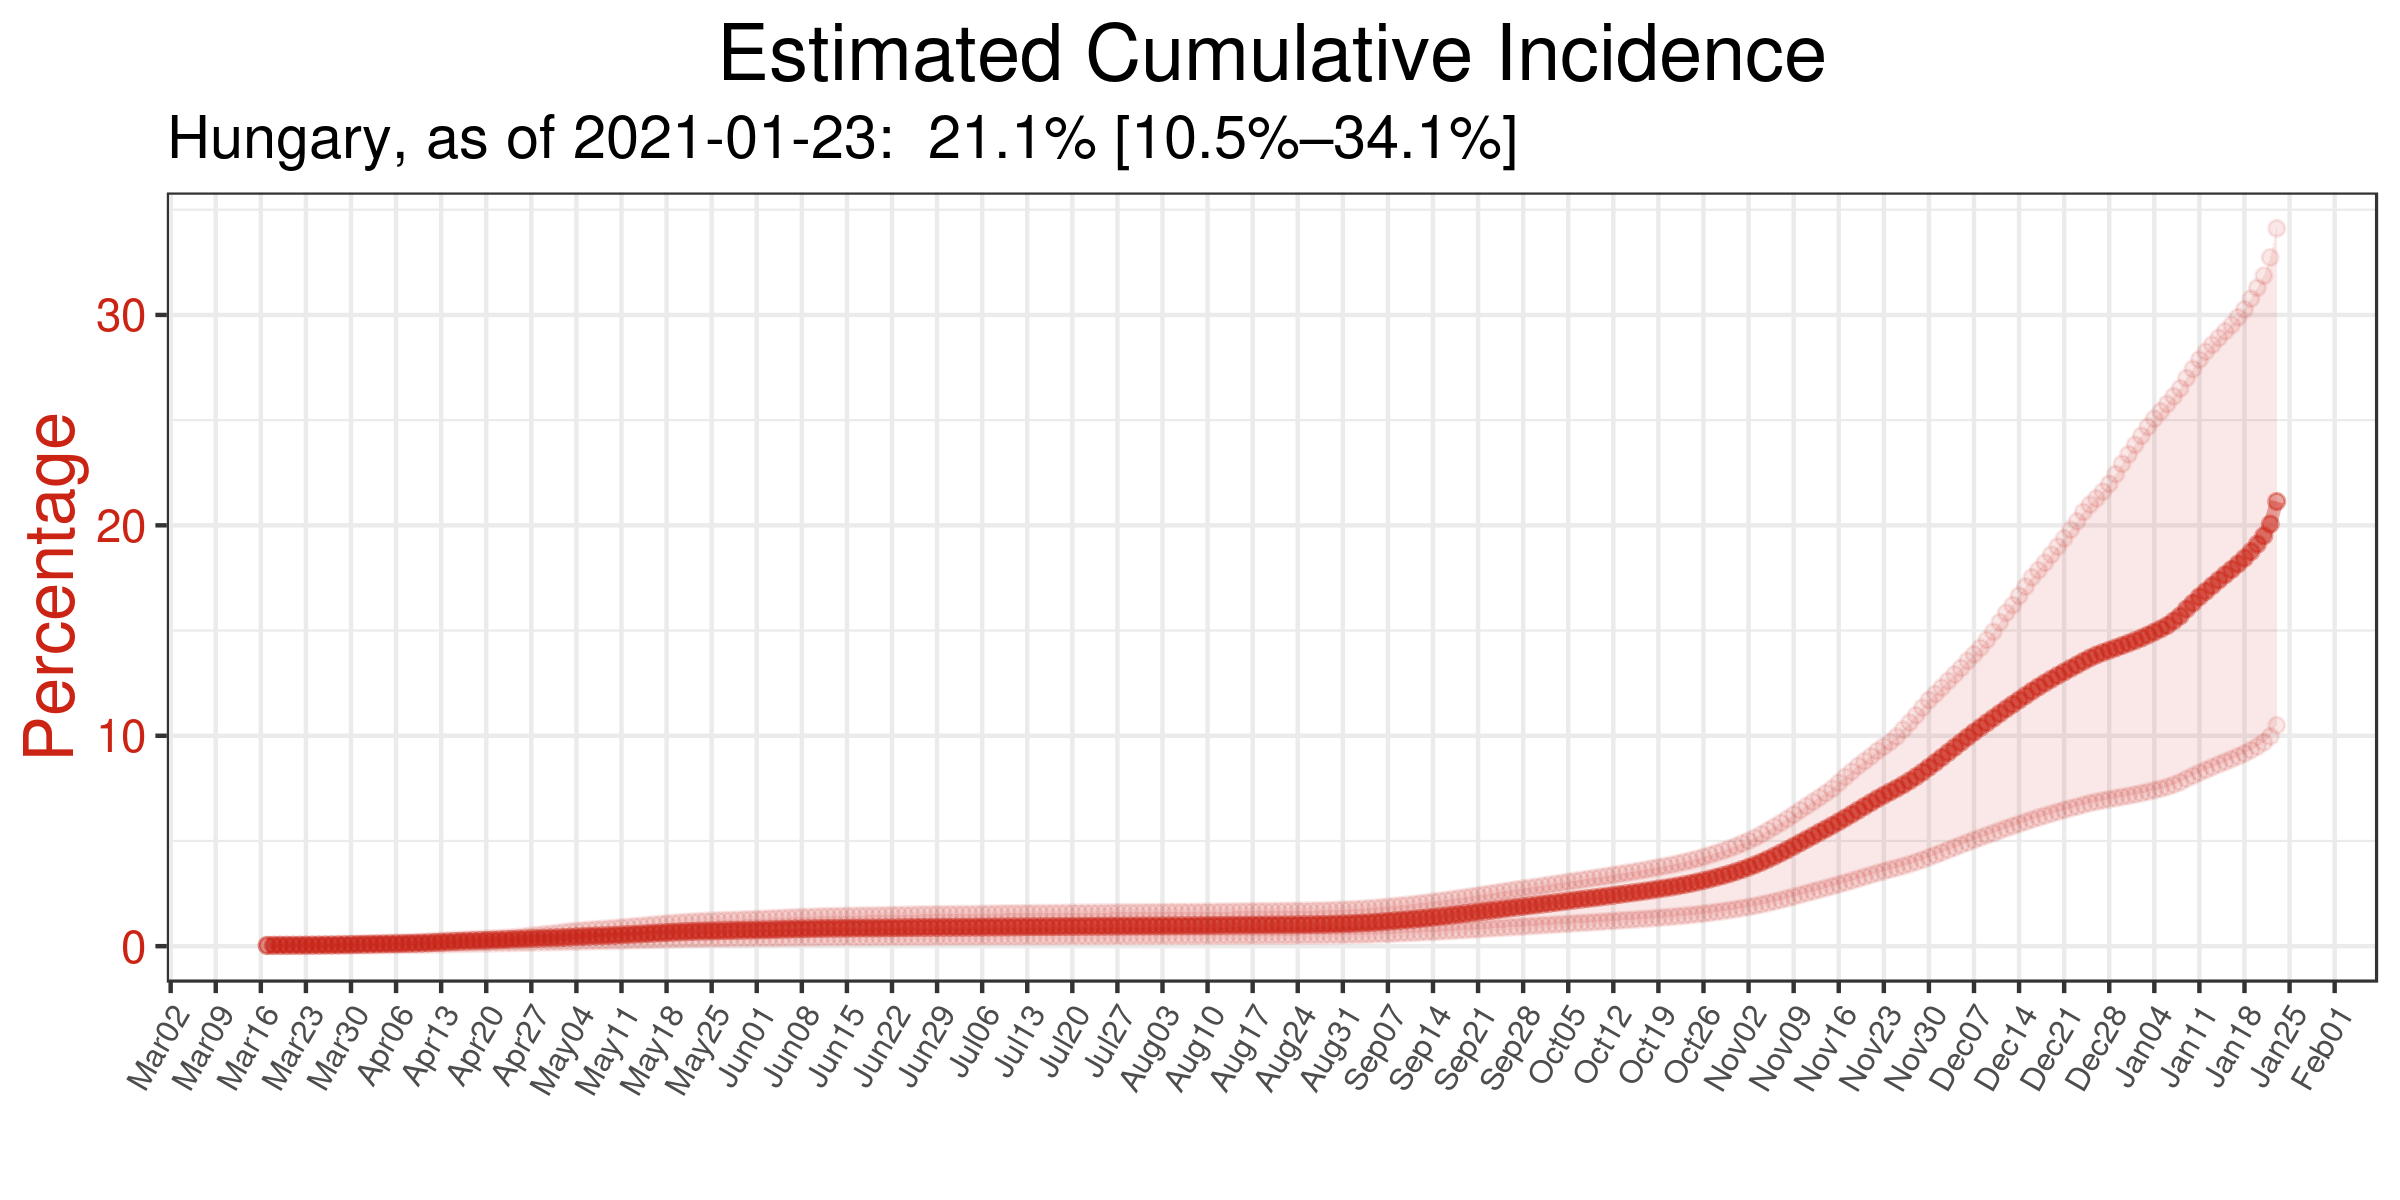 Estimated Cumulative Incidence
Hungary, as of 2021-01-23:  21.1% [10.5%–34.1%]
Percentage
30
20
10
0
Mar02 Mar09 Mar16 Mar23 Mar30 Apr06 Apr13 Apr20 Apr27 May04 May11 May18 May25 Jun01 Jun08 Jun15 Jun22 Jun29 Jul06 Jul13 Jul20 Jul27 Aug03 Aug10 Aug17 Aug24 Aug31 Sep07 Sep14 Sep21 Sep28 Oct05 Oct12 Oct19 Oct26 Nov02 Nov09 Nov16 Nov23 Nov30 Dec07 Dec14 Dec21 Dec28 Jan04 Jan11 Jan18 Jan25 Feb01